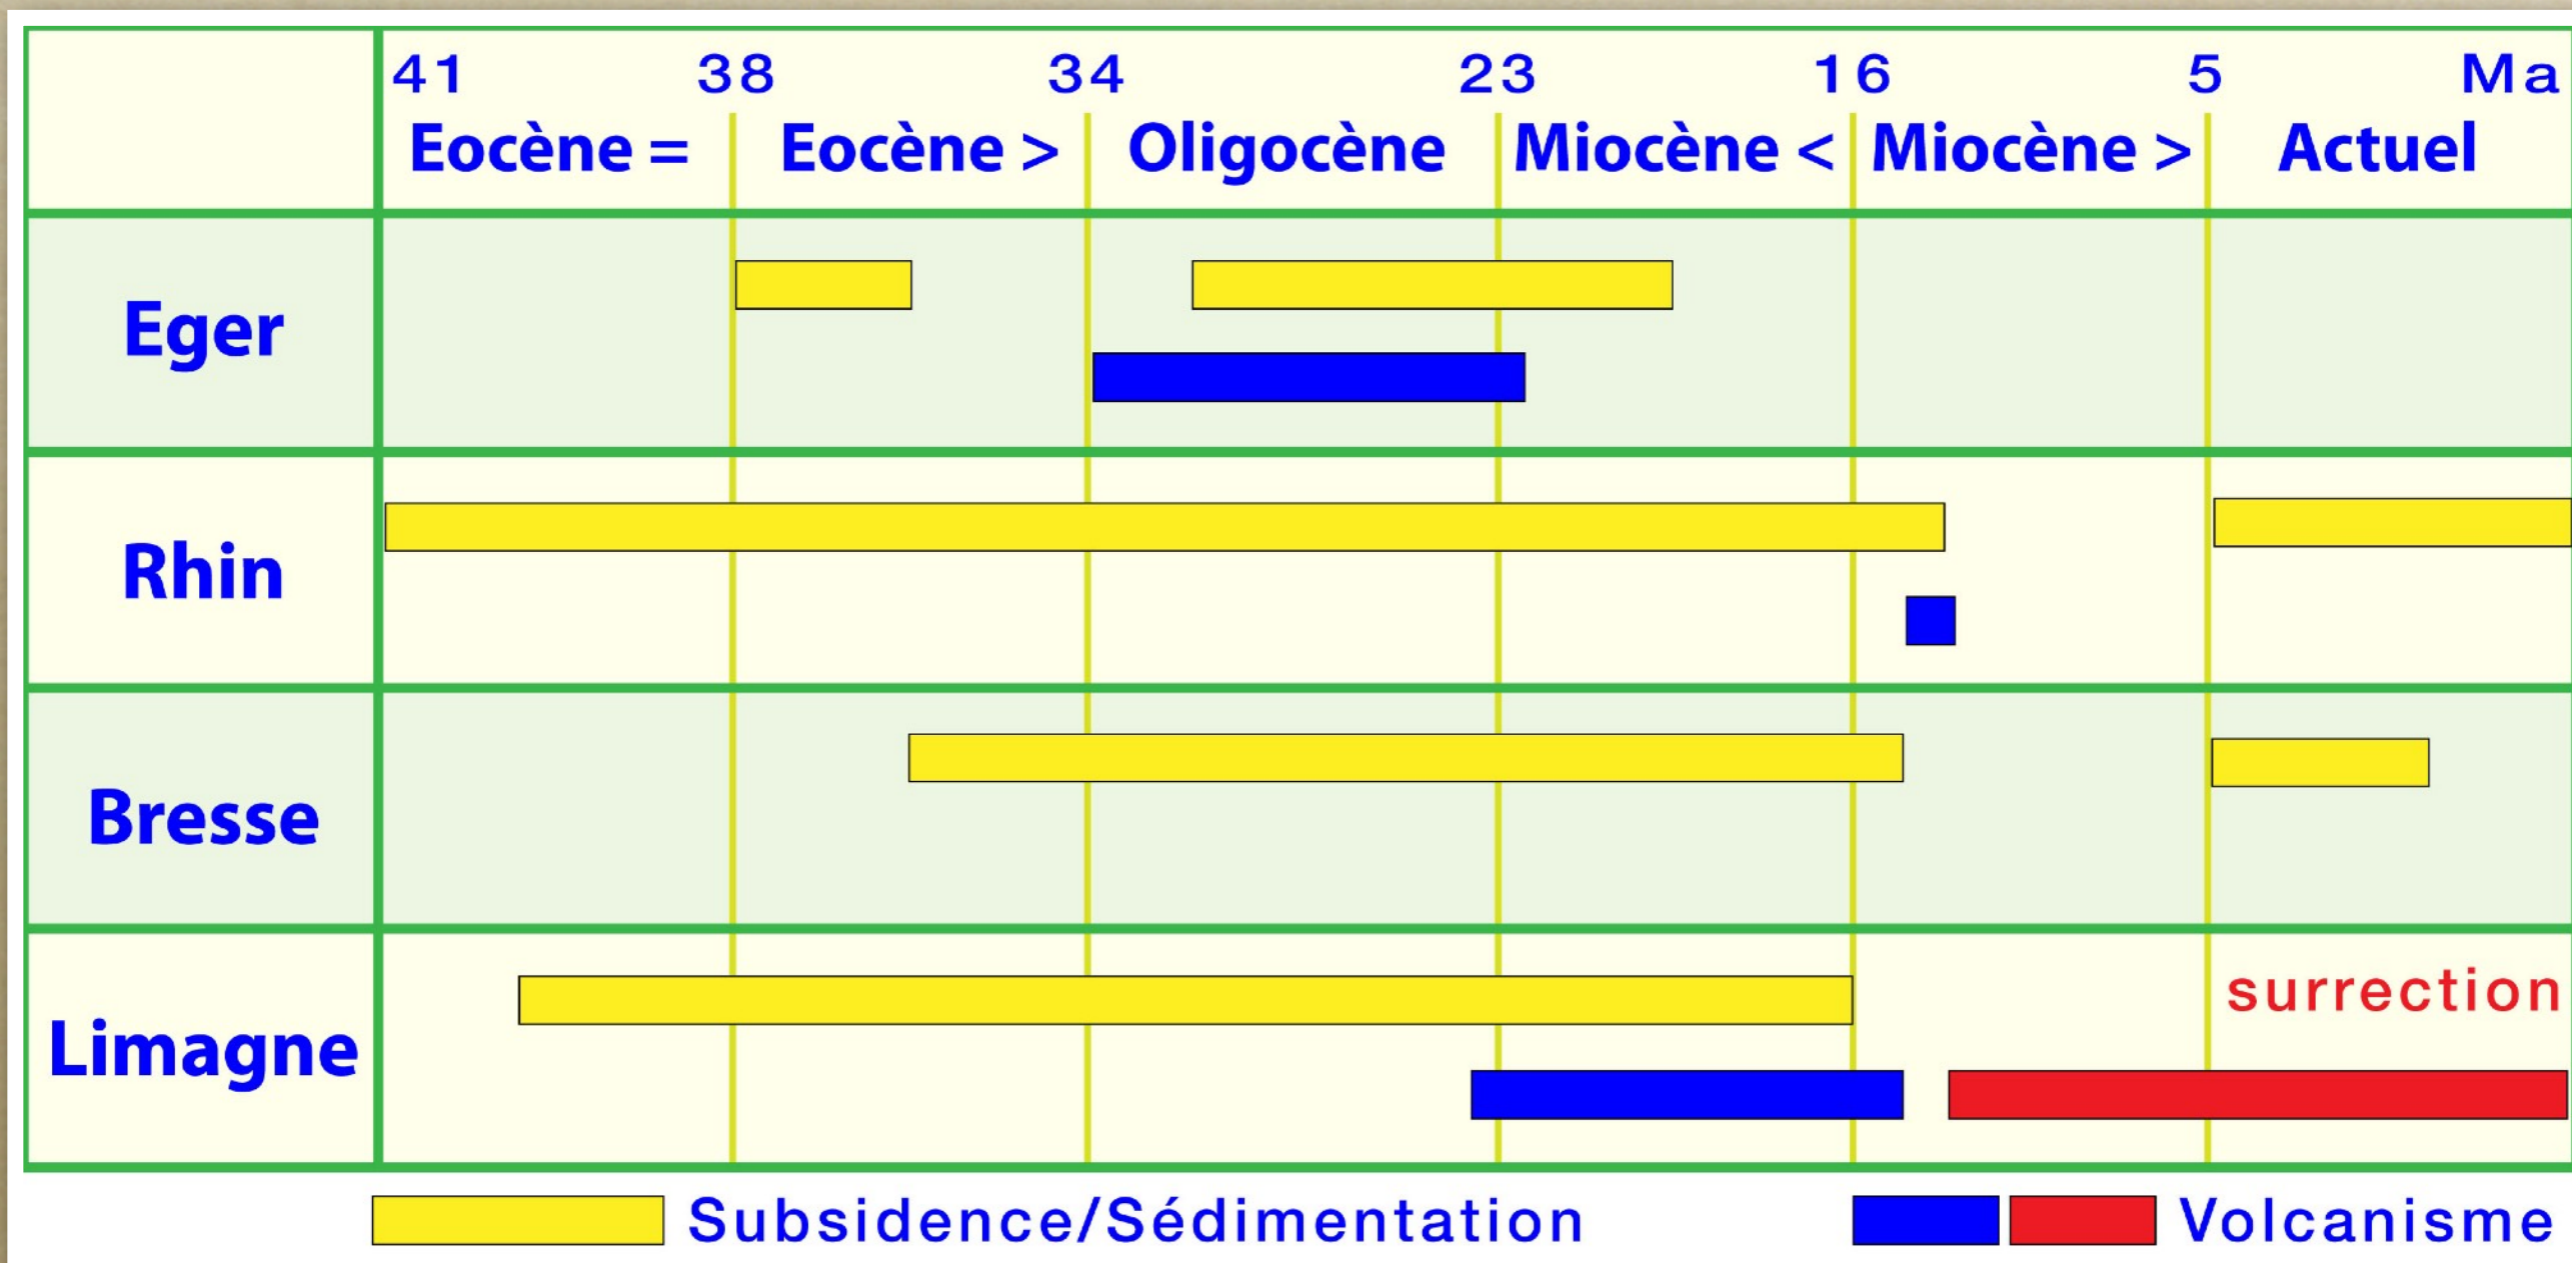 41 38 34 23 16 5 Ma
Eocène = Eocène > Oligocène Miocène < Miocène > Actuel
Eger
Rhin
Bresse
surrection
Limagne
Subsidence/Sédimentation Volcanisme